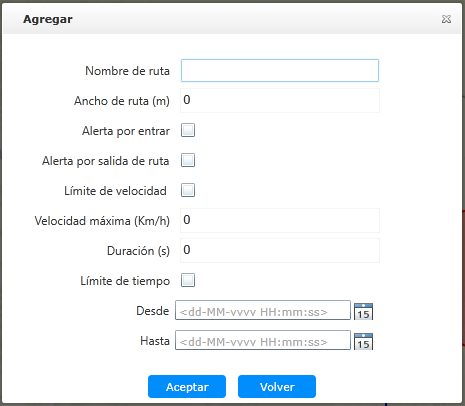 Agregar
Nombre de ruta
Ancho de ruta (m) 0
Alerta por entrar
Alerta por salida de ruta
Límite de velocidad
Velocidad máxima (Km/h) 0
Duración (s) 0
Límite de tiempo
Desde <dd-MM-yyyy HH:mm:ss> 15
Hasta <dd-MM-yyyy HH:mm:ss> 15
Aceptar Volver